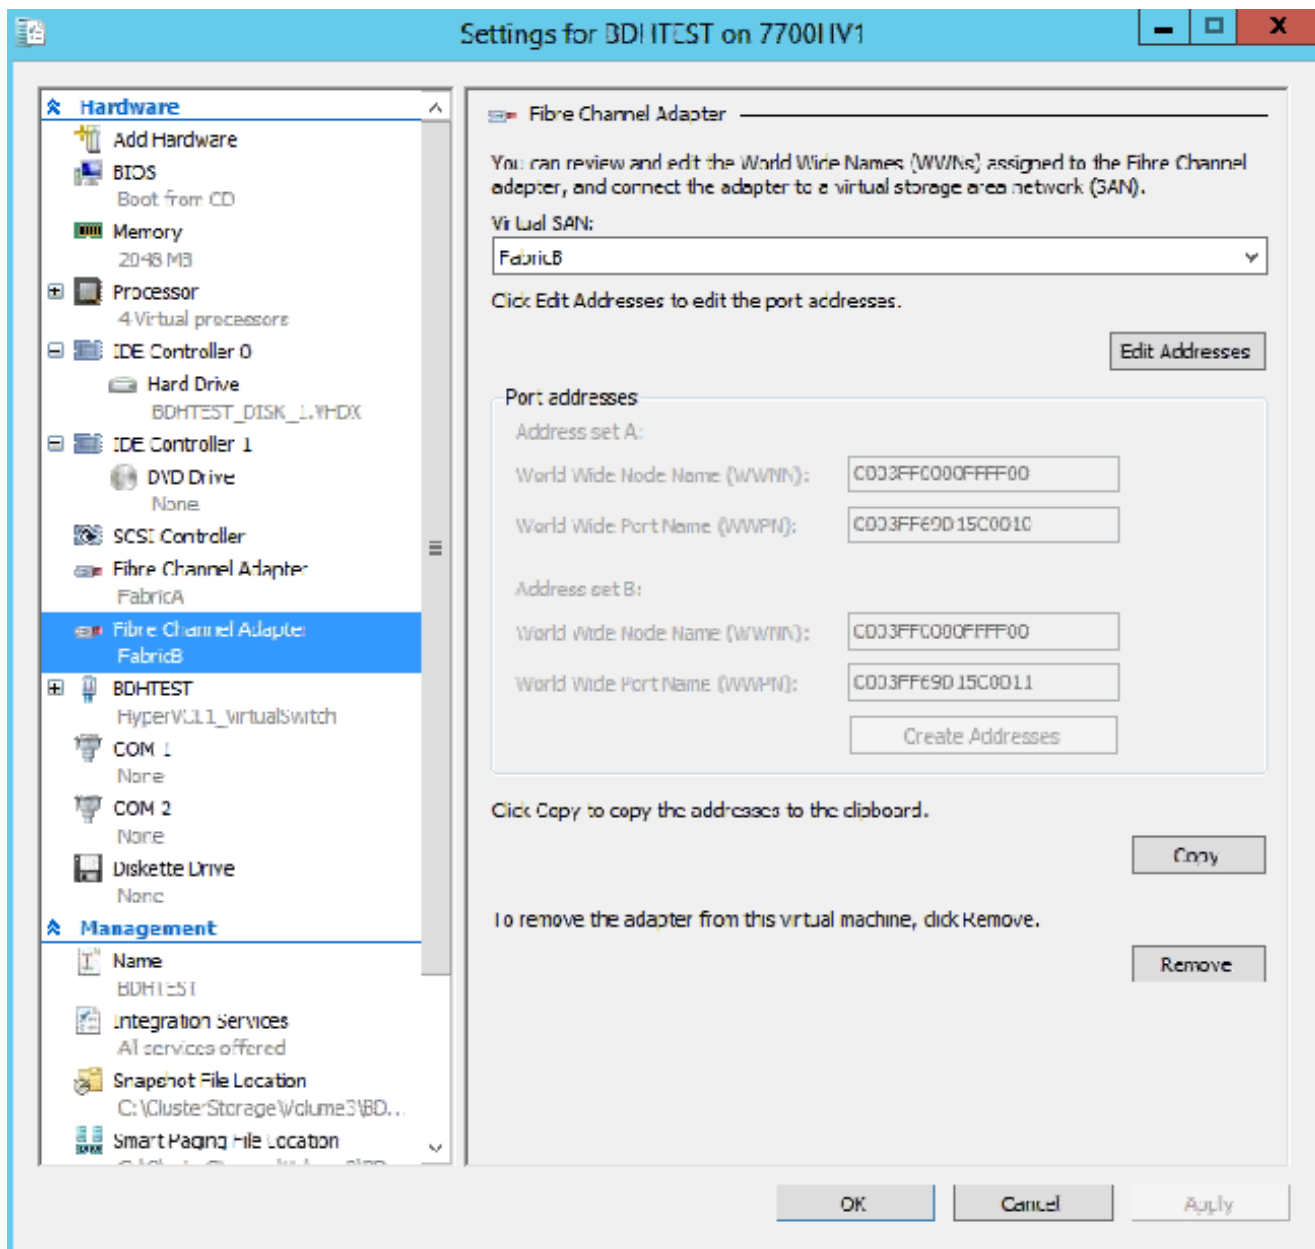 Settings for BDHTEST on 7700HV1
Hardware
Add Hardware
BIOS
Boot from CD
Memory
2048 MB
Processor
4 Virtual processors
IDE Controller 0
Hard Drive
BDHTEST_DISK_1.VHDX
IDE Controller 1
DVD Drive
None
SCSI Controller
Fibre Channel Adapter
FabricA
Fibre Channel Adapter
FabricB
BDHTEST
HyperVCL1_VirtualSwitch
COM 1
None
COM 2
None
Diskette Drive
None
Management
Name
BDHTEST
Integration Services
All services offered
Snapshot File Location
C:\ClusterStorage\Volume3\BD...
Smart Paging File Location
Fibre Channel Adapter
You can review and edit the World Wide Names (WWNs) assigned to the Fibre Channel
adapter, and connect the adapter to a virtual storage area network (SAN).
Virtual SAN:
FabricB
Click Edit Addresses to edit the port addresses.
Edit Addresses
Port addresses
Address set A:
World Wide Node Name (WWNN):
C003FF0000FFFF00
World Wide Port Name (WWPN):
C003FF69D15C0010
Address set B:
World Wide Node Name (WWNN):
C003FF0000FFFF00
World Wide Port Name (WWPN):
C003FF69D15C0011
Create Addresses
Click Copy to copy the addresses to the clipboard.
Copy
To remove the adapter from this virtual machine, click Remove.
Remove
OK
Cancel
Apply